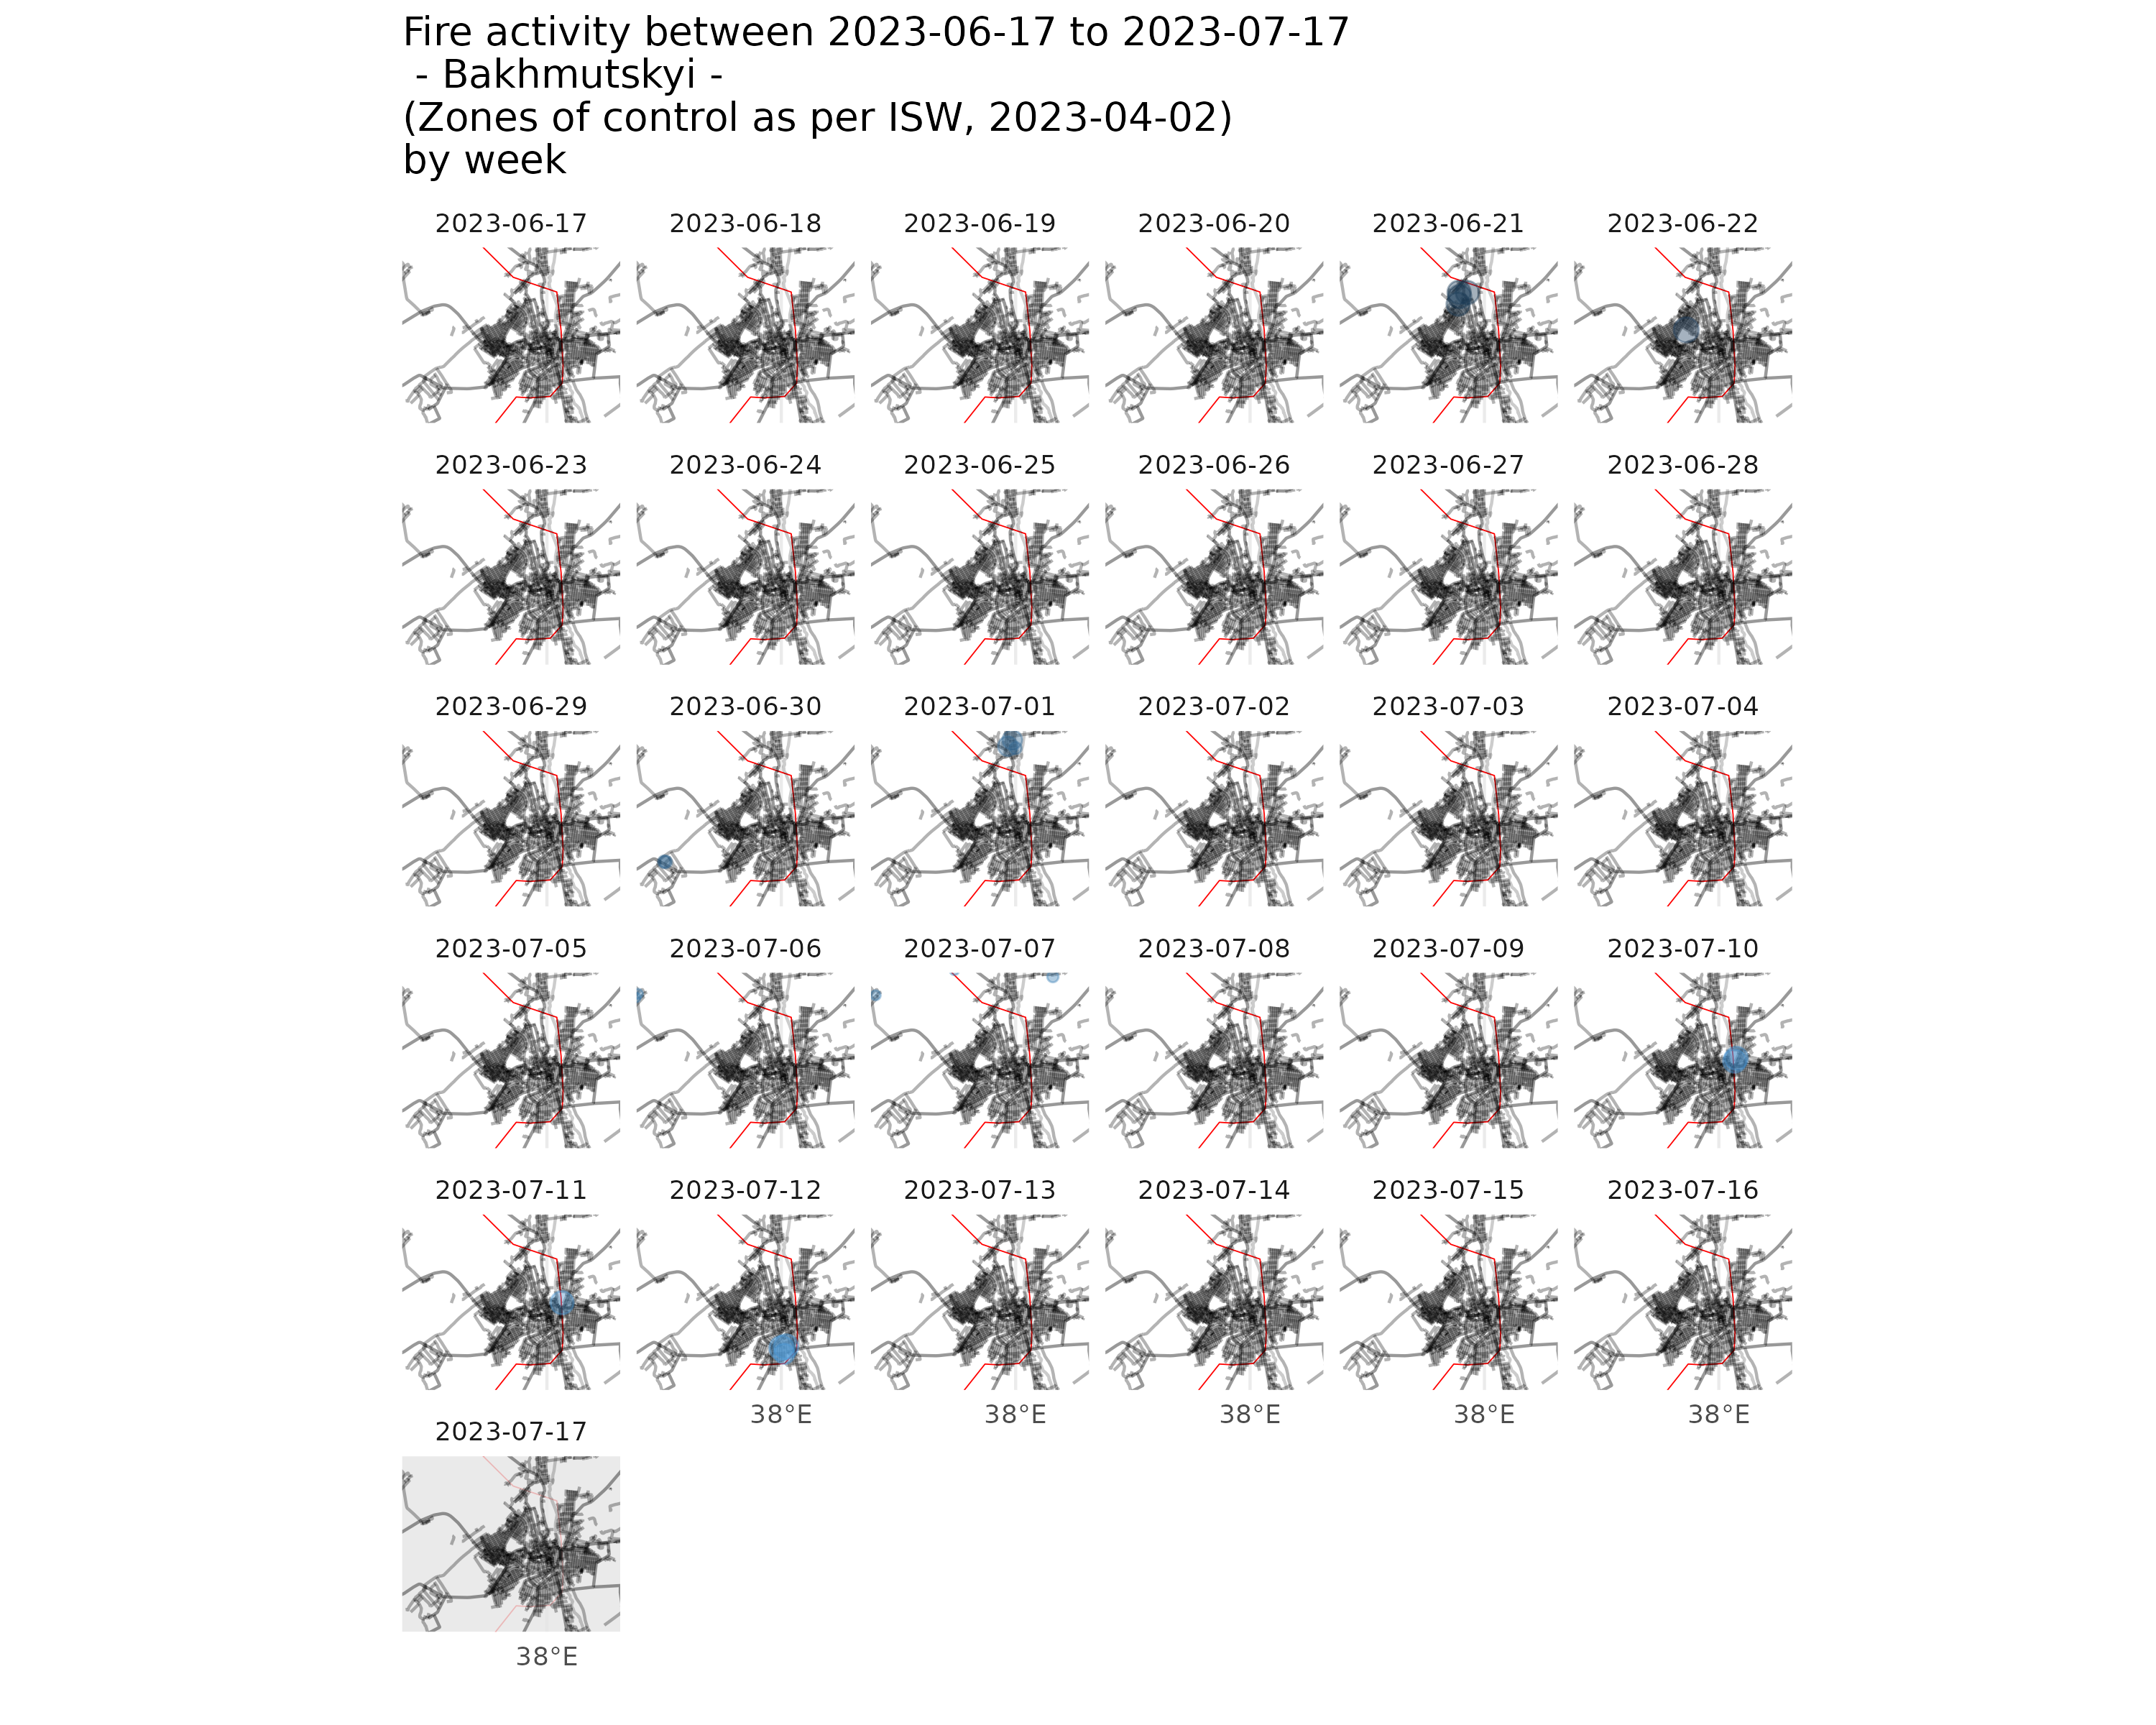 Fire activity between 2023-06-17 to 2023-07-17
- Bakhmutskyi -
(Zones of control as per ISW, 2023-04-02)
by week
2023-06-17 2023-06-18 2023-06-19 2023-06-20 2023-06-21 2023-06-22
2023-06-23 2023-06-24 2023-06-25 2023-06-26 2023-06-27 2023-06-28
2023-06-29 2023-06-30 2023-07-01 2023-07-02 2023-07-03 2023-07-04
2023-07-05 2023-07-06 2023-07-07 2023-07-08 2023-07-09 2023-07-10
2023-07-11 2023-07-12 2023-07-13 2023-07-14 2023-07-15 2023-07-16
38°E 38°E 38°E 38°E 38°E
2023-07-17
38°E